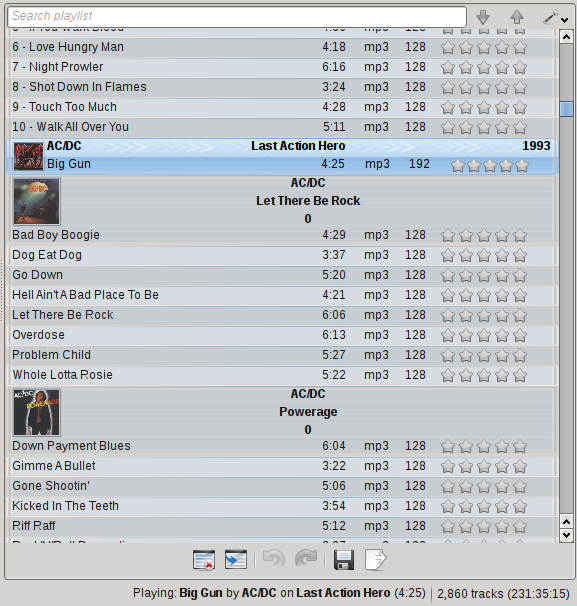 Search playlist
6 - Love Hungry Man 4:18 mp3 128
7 - Night Prowler 6:16 mp3 128
8 - Shot Down In Flames 3:24 mp3 128
9 - Touch Too Much 4:28 mp3 128
10 - Walk All Over You 5:11 mp3 128
AC/DC Last Action Hero 1993
Big Gun 4:25 mp3 192
AC/DC
Let There Be Rock
0
Bad Boy Boogie 4:29 mp3 128
Dog Eat Dog 3:37 mp3 128
Go Down 5:20 mp3 128
Hell Ain't A Bad Place To Be 4:21 mp3 128
Let There Be Rock 6:06 mp3 128
Overdose 6:13 mp3 128
Problem Child 5:27 mp3 128
Whole Lotta Rosie 5:22 mp3 128
AC/DC
Powerage
0
Down Payment Blues 6:04 mp3 128
Gimme A Bullet 3:22 mp3 128
Gone Shootin' 5:06 mp3 128
Kicked In The Teeth 3:54 mp3 128
Riff Raff 5:12 mp3 128
Playing: Big Gun by AC/DC on Last Action Hero (4:25) 2,860 tracks (231:35:15)